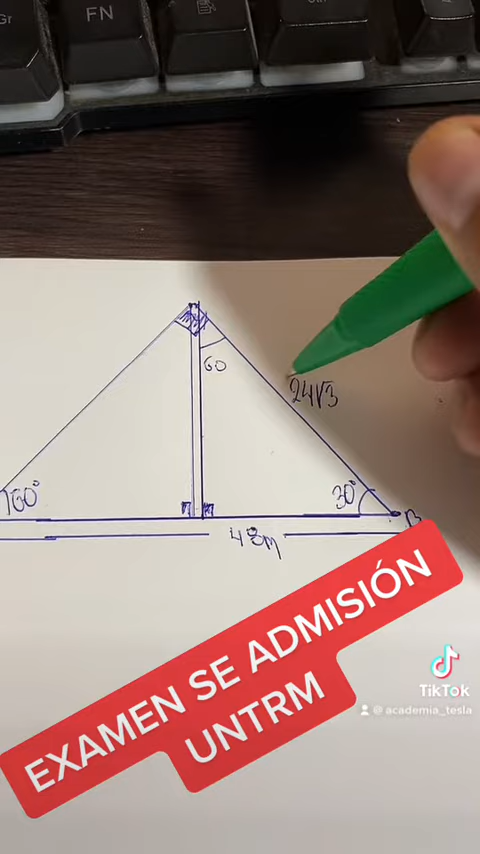 FN
60
24√3
60°
30°
B
48m
EXAMEN SE ADMISIÓN
UNTRM
TikTok
@academia_tesla